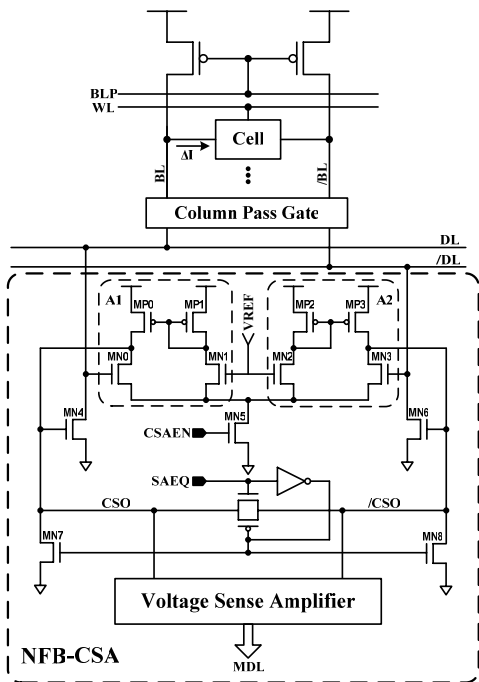 BLP
WL
Cell
ΔI
BL
/BL
Column Pass Gate
DL
/DL
A1
MP0
MP1
VREF
MP2
MP3
A2
MN0
MN1
MN2
MN3
MN4
MN5
MN6
CSAEN
SAEQ
CSO
/CSO
MN7
MN8
Voltage Sense Amplifier
NFB-CSA
MDL